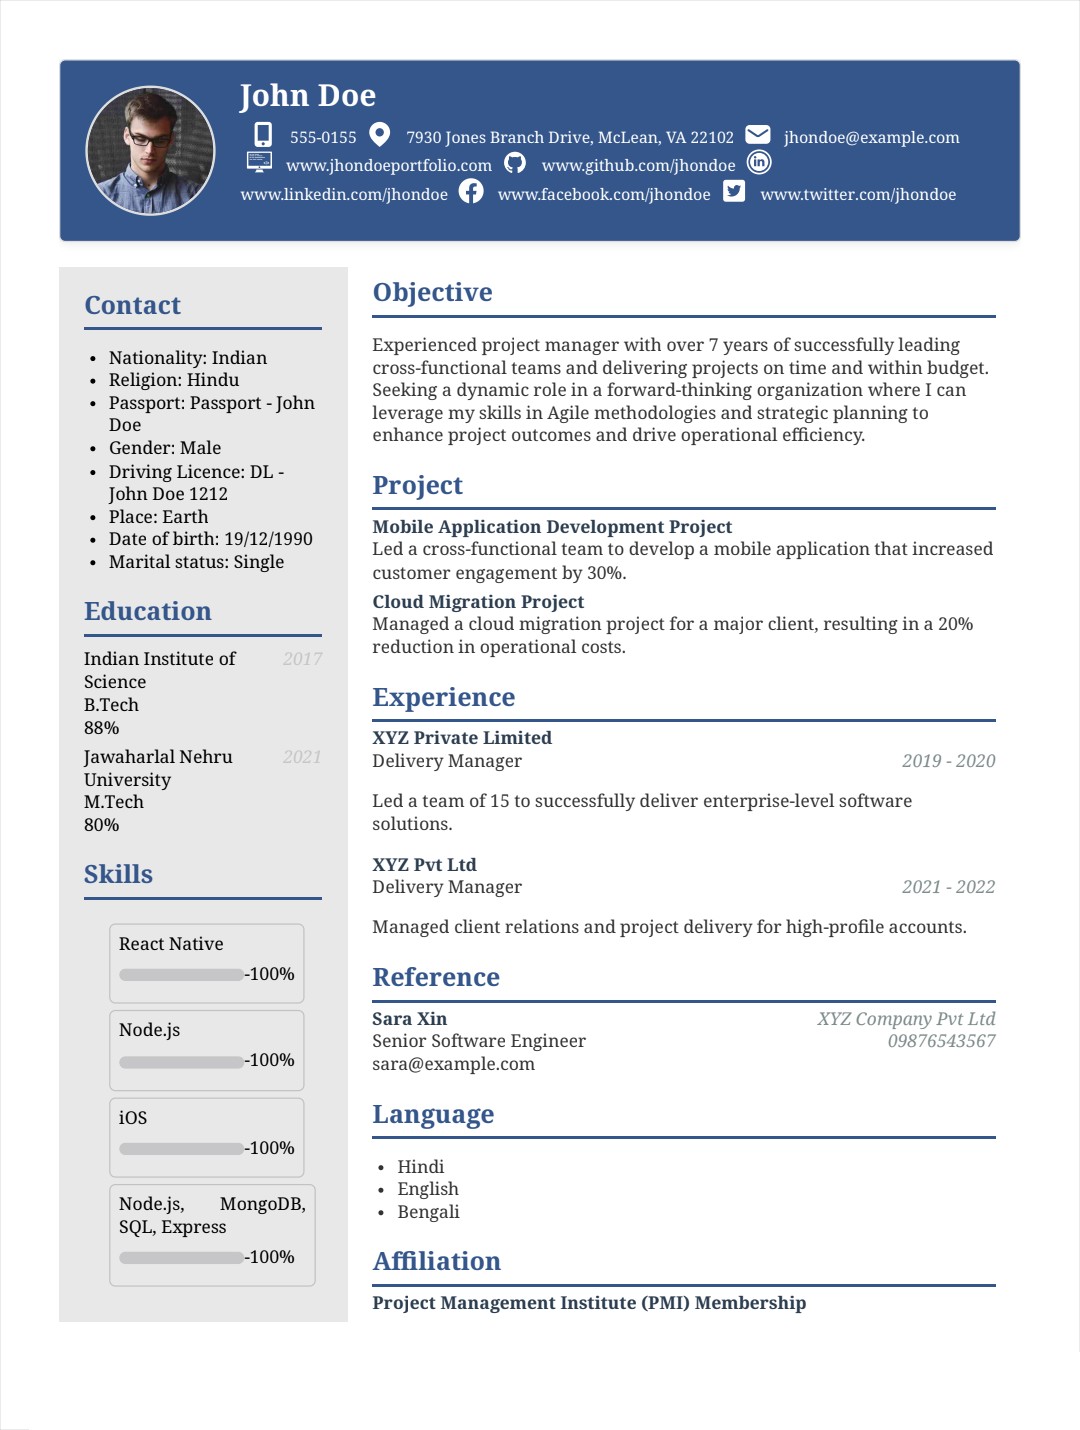 John Doe
555-0155 7930 Jones Branch Drive, McLean, VA 22102 jhondoe@example.com
www.jhondoeportfolio.com www.github.com/jhondoe
www.linkedin.com/jhondoe www.facebook.com/jhondoe www.twitter.com/jhondoe
Contact
• Nationality: Indian
• Religion: Hindu
• Passport: Passport - John
Doe
• Gender: Male
• Driving Licence: DL -
John Doe 1212
• Place: Earth
• Date of birth: 19/12/1990
• Marital status: Single
Education
Indian Institute of 2017
Science
B.Tech
88%
Jawaharlal Nehru 2021
University
M.Tech
80%
Skills
React Native
-100%
Node.js
-100%
iOS
-100%
Node.js, MongoDB,
SQL, Express
-100%
Objective
Experienced project manager with over 7 years of successfully leading
cross-functional teams and delivering projects on time and within budget.
Seeking a dynamic role in a forward-thinking organization where I can
leverage my skills in Agile methodologies and strategic planning to
enhance project outcomes and drive operational efficiency.
Project
Mobile Application Development Project
Led a cross-functional team to develop a mobile application that increased
customer engagement by 30%.
Cloud Migration Project
Managed a cloud migration project for a major client, resulting in a 20%
reduction in operational costs.
Experience
XYZ Private Limited
Delivery Manager 2019 - 2020
Led a team of 15 to successfully deliver enterprise-level software
solutions.
XYZ Pvt Ltd
Delivery Manager 2021 - 2022
Managed client relations and project delivery for high-profile accounts.
Reference
Sara Xin XYZ Company Pvt Ltd
Senior Software Engineer 09876543567
sara@example.com
Language
• Hindi
• English
• Bengali
Affiliation
Project Management Institute (PMI) Membership